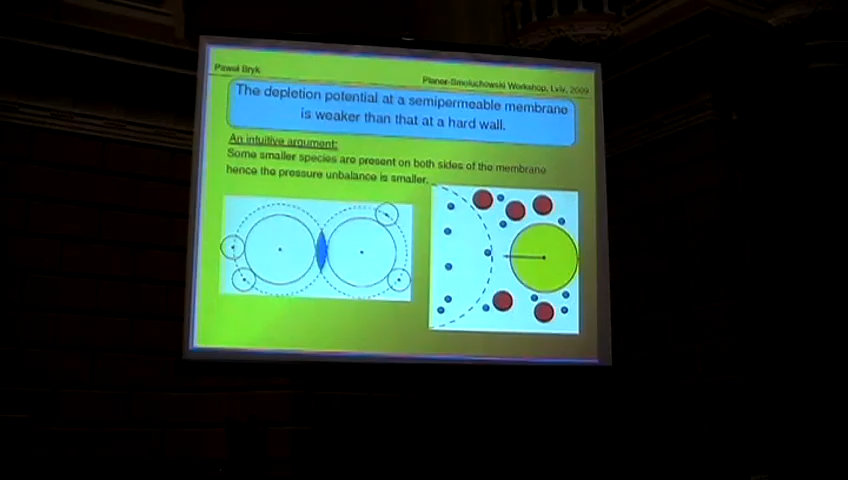 Paweł Bryk
Planer-Smoluchowski Workshop, Lviv, 2009
The depletion potential at a semipermeable membrane
is weaker than that at a hard wall.
An intuitive argument:
Some smaller species are present on both sides of the membrane
hence the pressure unbalance is smaller.